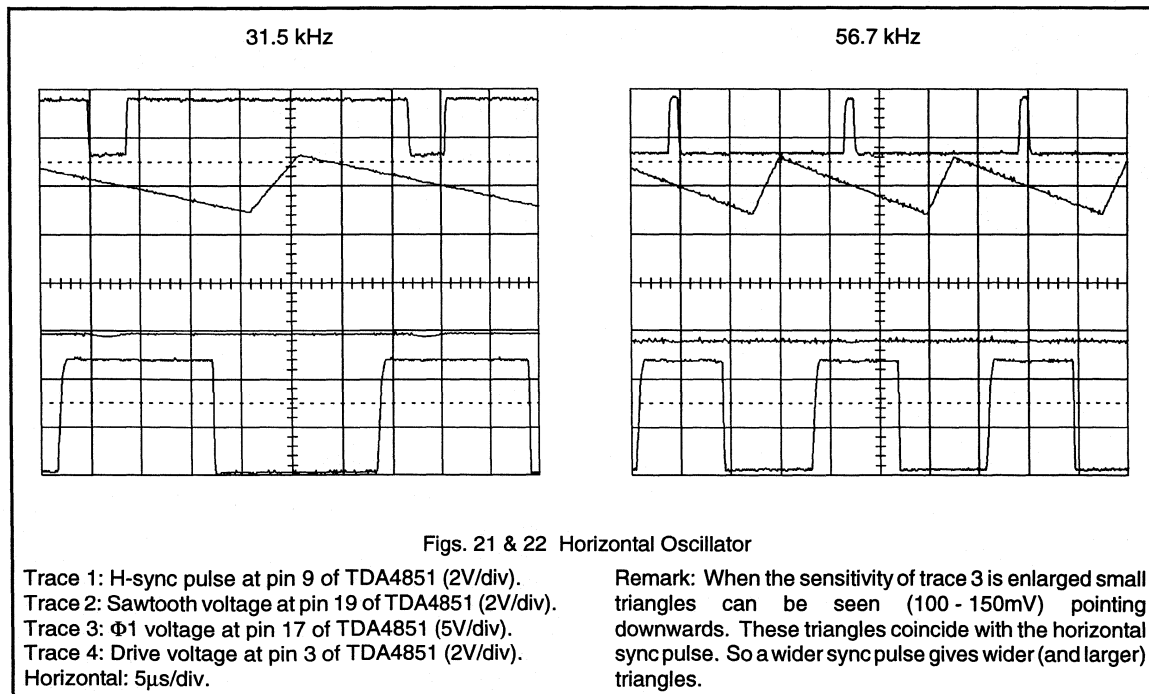 31.5 kHz
56.7 kHz
Figs. 21 & 22 Horizontal Oscillator
Trace 1: H-sync pulse at pin 9 of TDA4851 (2V/div).
Trace 2: Sawtooth voltage at pin 19 of TDA4851 (2V/div).
Trace 3: Φ1 voltage at pin 17 of TDA4851 (5V/div).
Trace 4: Drive voltage at pin 3 of TDA4851 (2V/div).
Horizontal: 5µs/div.
Remark: When the sensitivity of trace 3 is enlarged small
triangles can be seen (100 - 150mV) pointing
downwards. These triangles coincide with the horizontal
sync pulse. So a wider sync pulse gives wider (and larger)
triangles.